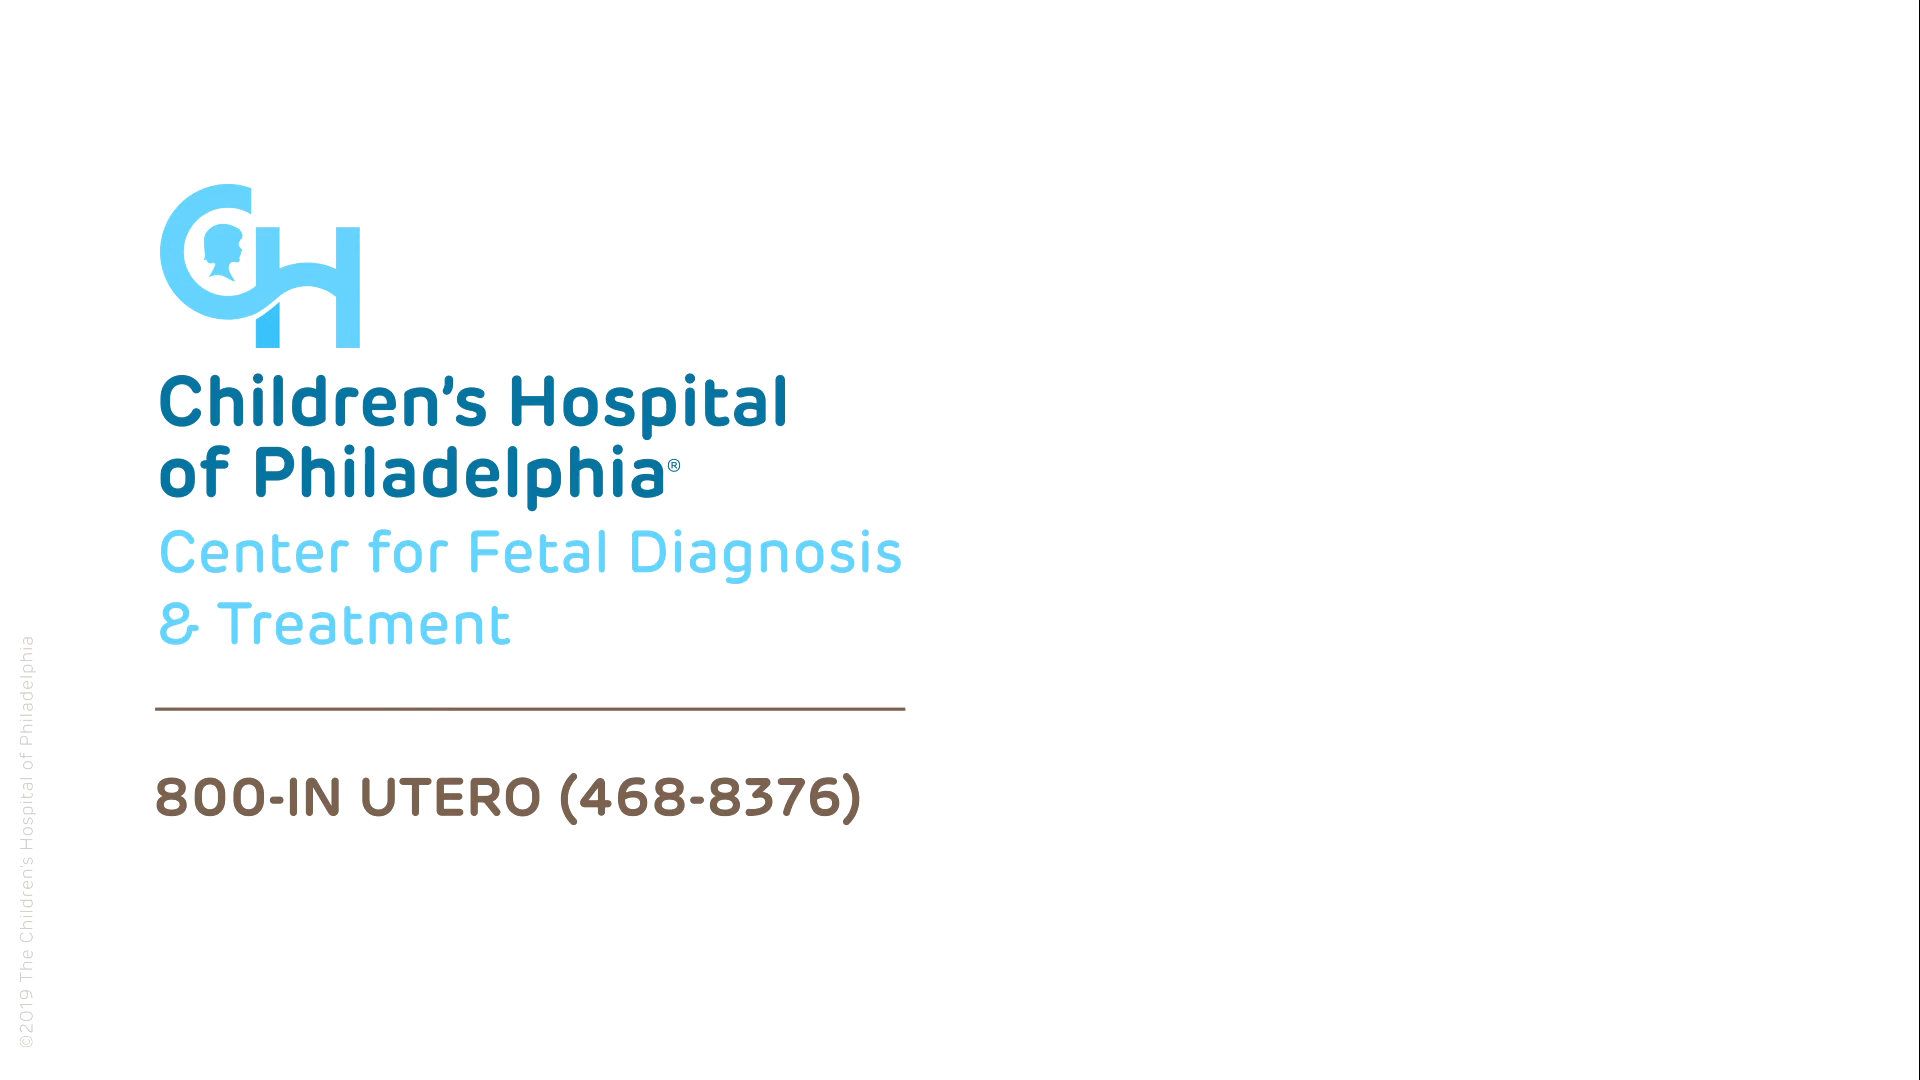 CH
Children's Hospital
of Philadelphia®
Center for Fetal Diagnosis
& Treatment
800-IN UTERO (468-8376)
©2019 The Children's Hospital of Philadelphia